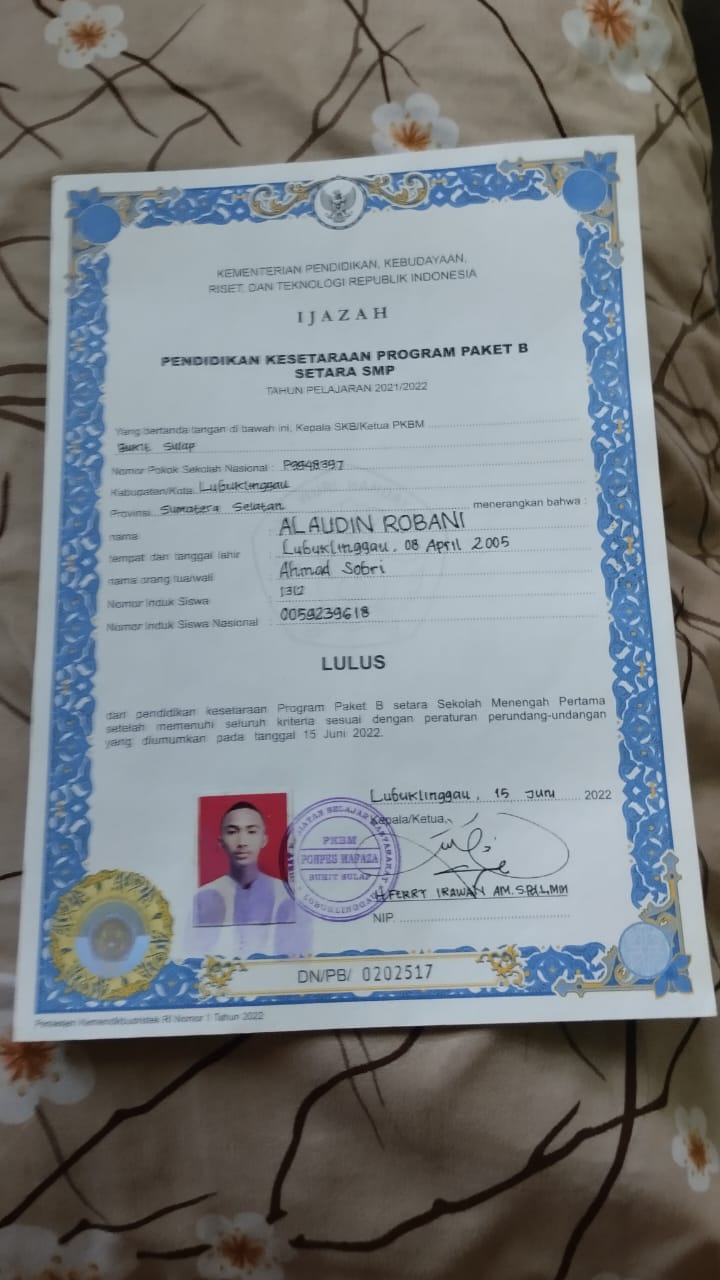 KEMENTERIAN PENDIDIKAN, KEBUDAYAAN,
RISET, DAN TEKNOLOGI REPUBLIK INDONESIA
IJAZAH
PENDIDIKAN KESETARAAN PROGRAM PAKET B
SETARA SMP
TAHUN PELAJARAN 2021/2022
Yang bertanda tangan di bawah ini, Kepala SKB/Ketua PKBM
Bukit Sulap
Nomor Pokok Sekolah Nasional : P9948397
Kabupaten/Kota Lubuklinggau
Provinsi Sumatera Selatan menerangkan bahwa :
nama : ALAUDIN ROBANI
tempat dan tanggal lahir : Lubuklinggau, 08 April 2005
nama orang tua/wali : Ahmad Sobri
Nomor Induk Siswa : 1312
Nomor Induk Siswa Nasional : 0059239618
LULUS
dari pendidikan kesetaraan Program Paket B setara Sekolah Menengah Pertama
setelah memenuhi seluruh kriteria sesuai dengan peraturan perundang-undangan
yang diumumkan pada tanggal 15 Juni 2022.
Lubuklinggau, 15 Juni 2022
Kepala/Ketua,
PKBM
PONPES MAFAZA
BUKIT SULAP
H.FERRY IRAWAN AM.S.Pd.I.,MM
NIP.
DN/PB/ 0202517
Persesjen Kemendikbudristek RI Nomor 1 Tahun 2022